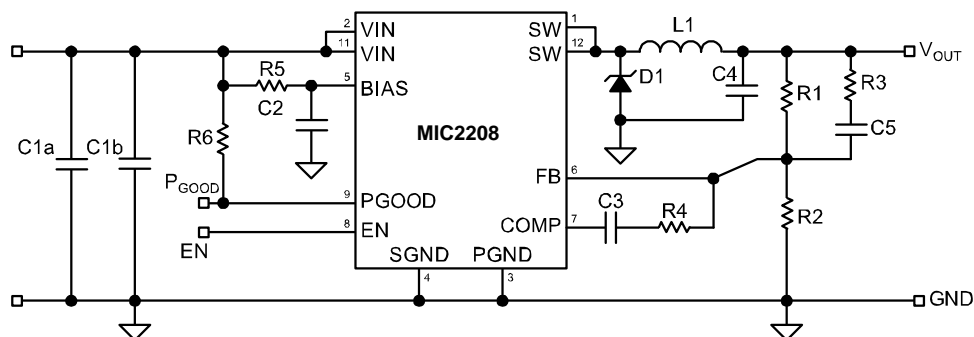 2 VIN
11 VIN
SW 1
SW 12
L1
VOUT
R5
5 BIAS
C2
D1
C4
R1
R3
C5
R6
MIC2208
C1a
C1b
PGOOD
9 PGOOD
FB 6
C3
R4
R2
EN
8 EN
COMP 7
SGND
PGND
4
3
GND